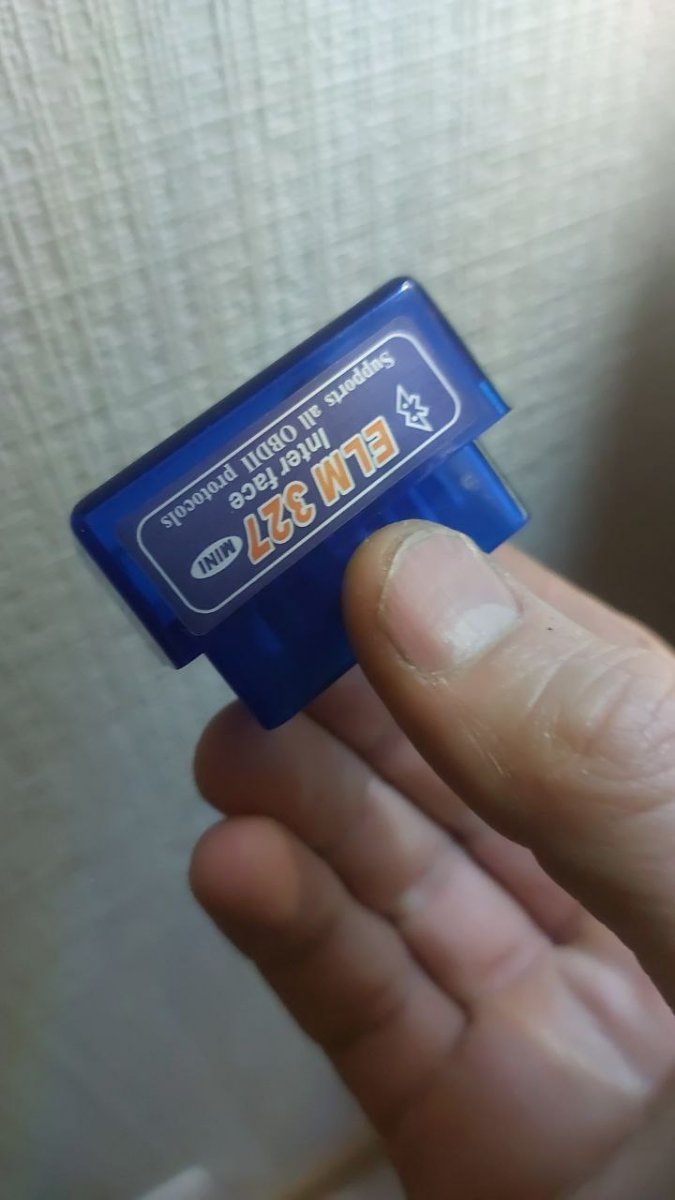 ELM 327
MINI
Inter face
Supports all OBDII protocols